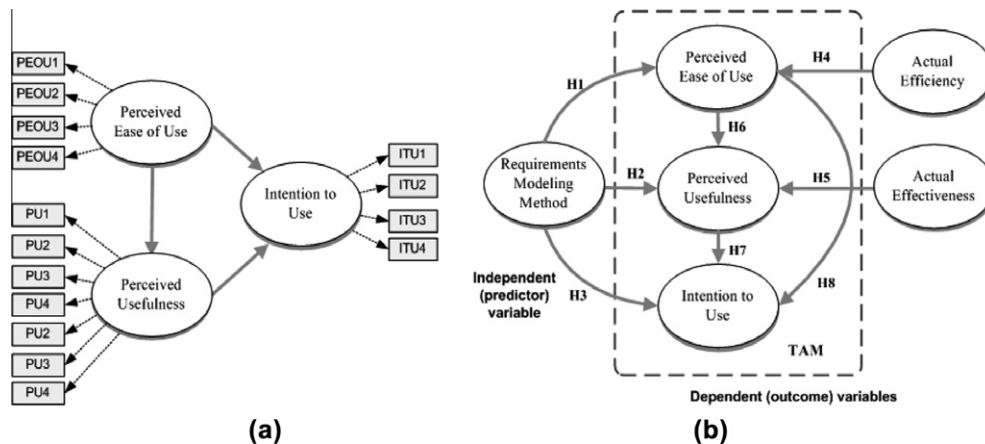 PEOU1
PEOU2
PEOU3
PEOU4
Perceived
Ease of Use
PU1
PU2
PU3
PU4
PU2
PU3
PU4
Perceived
Usefulness
Intention to
Use
ITU1
ITU2
ITU3
ITU4
(a)
Perceived
Ease of Use
H4
Actual
Efficiency
H1
H6
Requirements
Modeling
Method
H2
Perceived
Usefulness
H5
Actual
Effectiveness
H7
Independent
(predictor)
variable
H3
Intention to
Use
H8
TAM
Dependent (outcome) variables
(b)